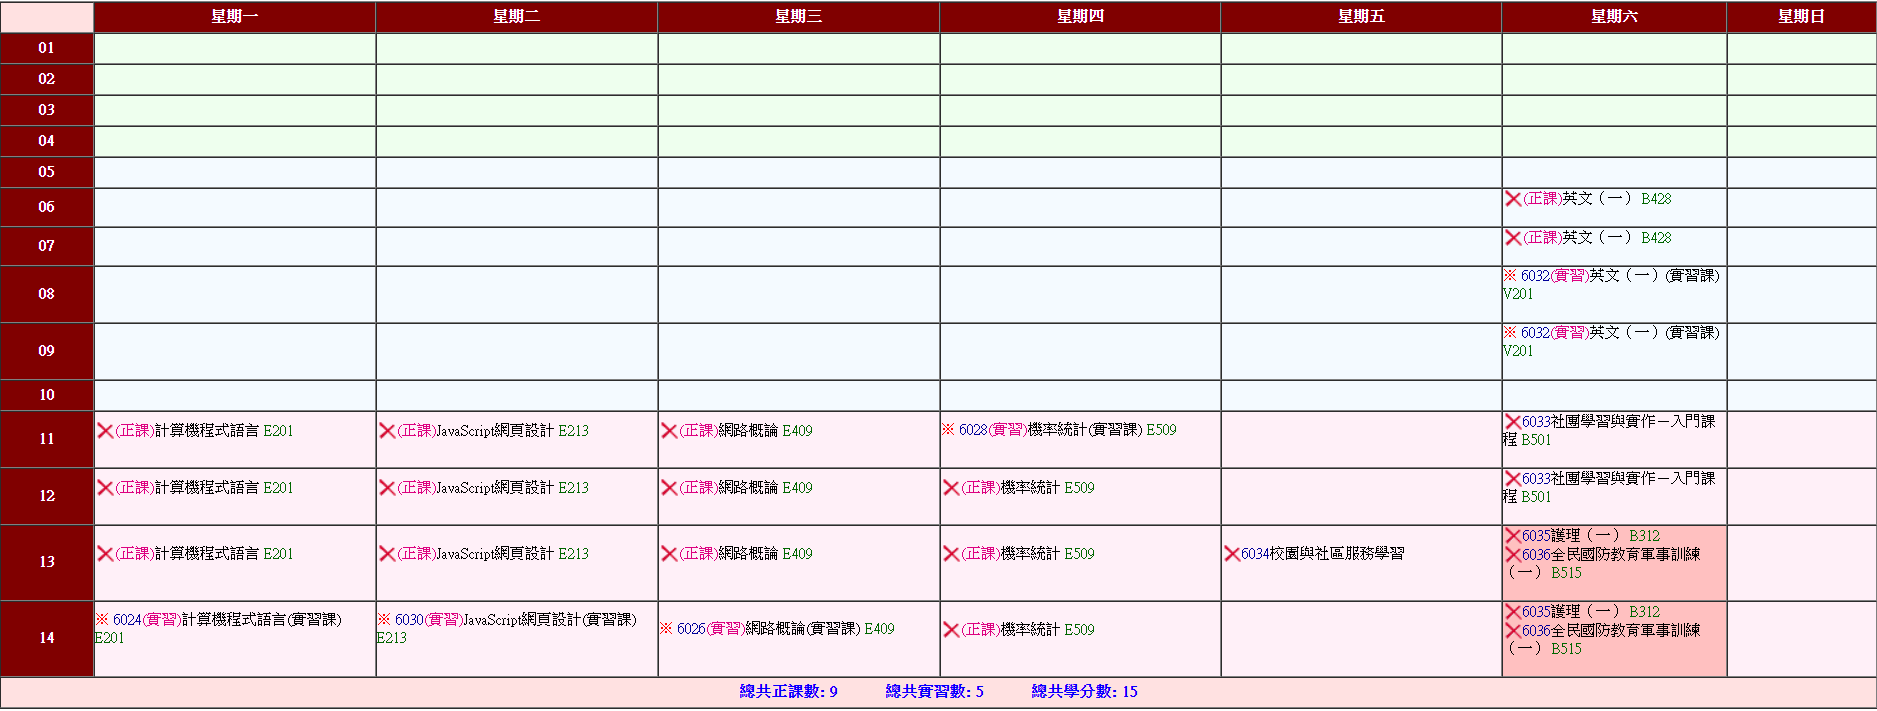 星期一 星期二 星期三 星期四 星期五 星期六 星期日
01
02
03
04
05
06 (正課)英文（一） B428
07 (正課)英文（一） B428
08 ※ 6032(實習)英文（一）(實習課)
V201
09 ※ 6032(實習)英文（一）(實習課)
V201
10
11 (正課)計算機程式語言 E201 (正課)JavaScript網頁設計 E213 (正課)網路概論 E409 ※ 6028(實習)機率統計(實習課) E509 6033社團學習與實作－入門課
程 B501
12 (正課)計算機程式語言 E201 (正課)JavaScript網頁設計 E213 (正課)網路概論 E409 (正課)機率統計 E509 6033社團學習與實作－入門課
程 B501
13 (正課)計算機程式語言 E201 (正課)JavaScript網頁設計 E213 (正課)網路概論 E409 (正課)機率統計 E509 6034校園與社區服務學習 6035護理（一） B312
6036全民國防教育軍事訓練
（一） B515
14 ※ 6024(實習)計算機程式語言(實習課)
E201 ※ 6030(實習)JavaScript網頁設計(實習課)
E213 ※ 6026(實習)網路概論(實習課) E409 (正課)機率統計 E509 6035護理（一） B312
6036全民國防教育軍事訓練
（一） B515
總共正課數: 9 總共實習數: 5 總共學分數: 15